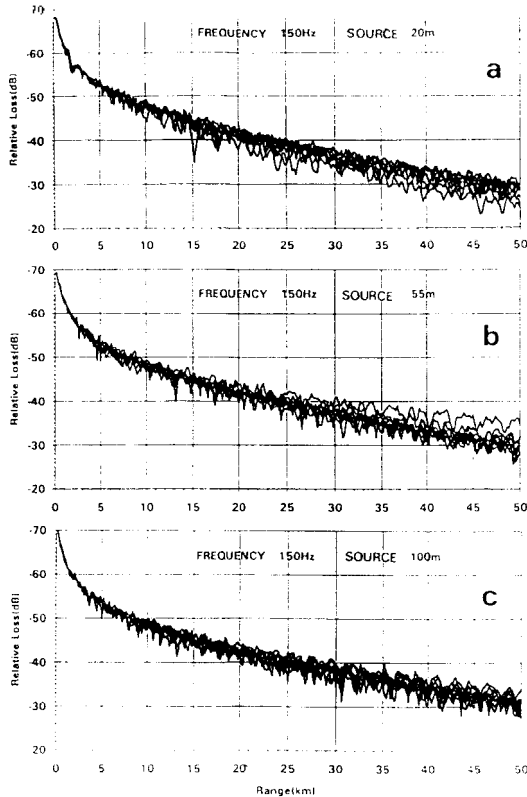 -70
FREQUENCY 150Hz SOURCE 20m
a
-60
-50
-40
-30
-20
Relative Loss(dB)
0 5 10 15 20 25 30 35 40 45 50
-70
FREQUENCY 150Hz SOURCE 55m
b
-60
-50
-40
-30
-20
Relative Loss(dB)
0 5 10 15 20 25 30 35 40 45 50
-70
FREQUENCY 150Hz SOURCE 100m
c
-60
-50
-40
-30
20
Relative Loss(dB)
0 5 10 15 20 25 30 35 40 45 50
Range(km)